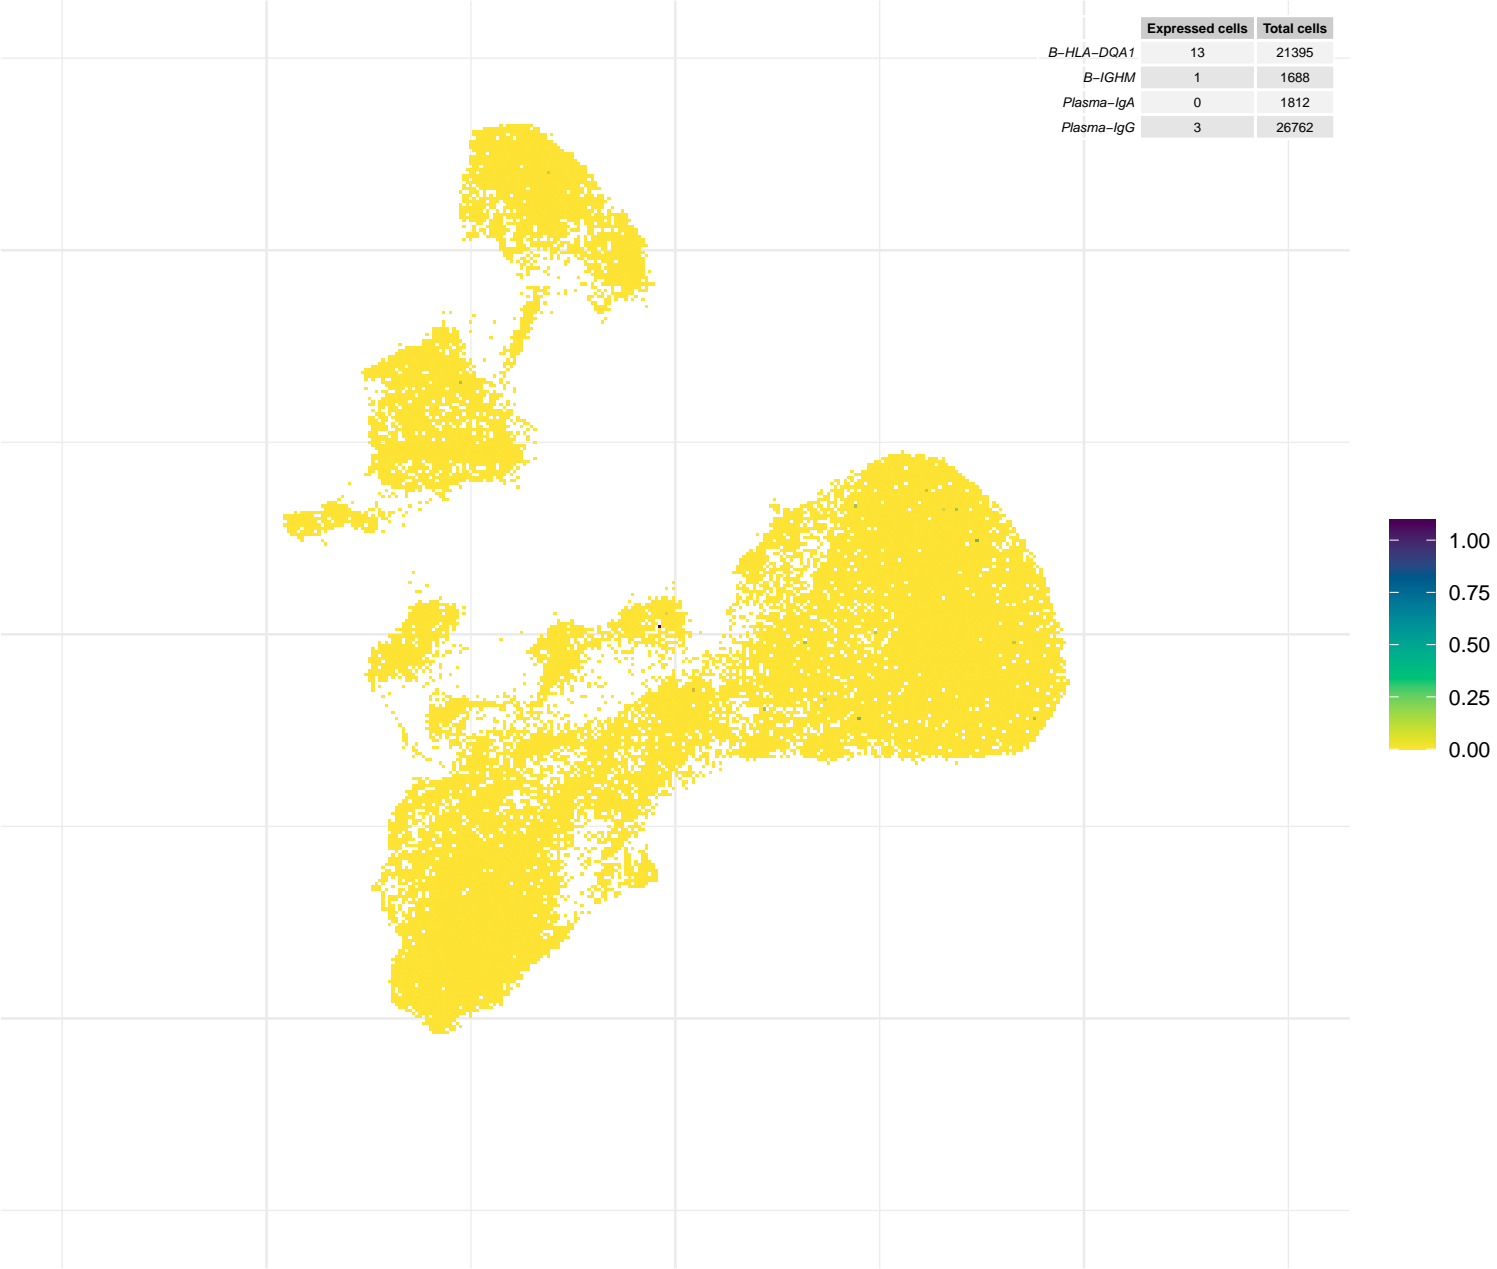 Expressed cells Total cells
B−HLA−DQA1 13 21395
B−IGHM 1 1688
Plasma−IgA 0 1812
Plasma−IgG 3 26762
1.00
0.75
0.50
0.25
0.00